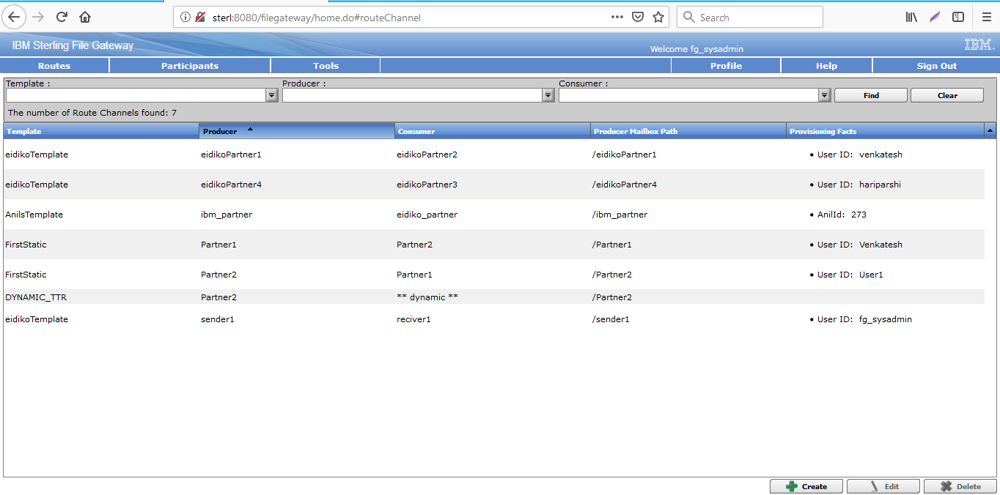 sterl:8080/filegateway/home.do#routeChannel
Search
IBM Sterling File Gateway
Welcome fg_sysadmin
IBM.
Routes Participants Tools Profile Help Sign Out
Template : Producer : Consumer :
Find Clear
The number of Route Channels found: 7
Template Producer Consumer Producer Mailbox Path Provisioning Facts
eidikoTemplate eidikoPartner1 eidikoPartner2 /eidikoPartner1 • User ID: venkatesh
eidikoTemplate eidikoPartner4 eidikoPartner3 /eidikoPartner4 • User ID: hariparshi
AnilsTemplate ibm_partner eidiko_partner /ibm_partner • AnilId: 273
FirstStatic Partner1 Partner2 /Partner1 • User ID: Venkatesh
FirstStatic Partner2 Partner1 /Partner2 • User ID: User1
DYNAMIC_TTR Partner2 ** dynamic ** /Partner2
eidikoTemplate sender1 reciver1 /sender1 • User ID: fg_sysadmin
Create Edit Delete